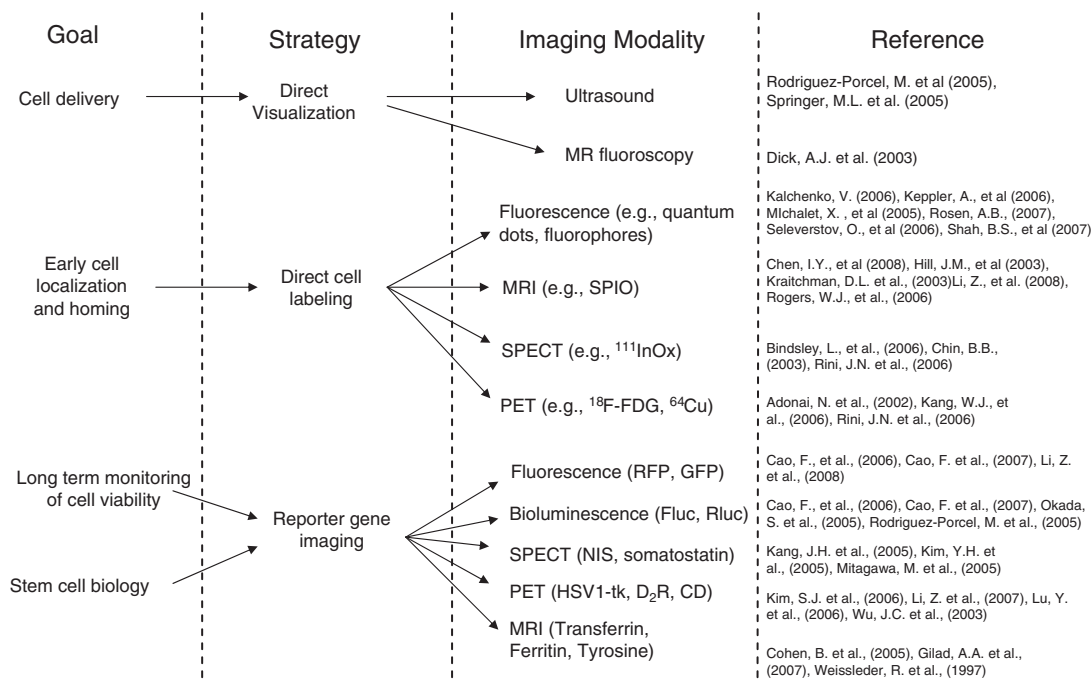 Goal
Strategy
Imaging Modality
Reference
Cell delivery
Direct
Visualization
Ultrasound
Rodriguez-Porcel, M. et al (2005),
Springer, M.L. et al. (2005)
MR fluoroscopy
Dick, A.J. et al. (2003)
Early cell
localization
and homing
Direct cell
labeling
Fluorescence (e.g., quantum
dots, fluorophores)
Kalchenko, V. (2006), Keppler, A., et al (2006),
MIchalet, X. , et al (2005), Rosen, A.B., (2007),
Seleverstov, O., et al (2006), Shah, B.S., et al (2007)
MRI (e.g., SPIO)
Chen, I.Y., et al (2008), Hill, J.M., et al (2003),
Kraitchman, D.L. et al., (2003)Li, Z., et al. (2008),
Rogers, W.J., et al., (2006)
SPECT (e.g., ¹¹¹InOx)
Bindsley, L., et al., (2006), Chin, B.B.,
(2003), Rini, J.N. et al., (2006)
PET (e.g., ¹⁸F-FDG, ⁶⁴Cu)
Adonai, N. et al., (2002), Kang, W.J., et
al., (2006), Rini, J.N. et al., (2006)
Long term monitoring
of cell viability
Stem cell biology
Reporter gene
imaging
Fluorescence (RFP, GFP)
Cao, F., et al., (2006), Cao, F. et al., (2007), Li, Z.
et al., (2008)
Bioluminescence (Fluc, Rluc)
Cao, F., et al., (2006), Cao, F. et al., (2007), Okada,
S. et al., (2005), Rodriguez-Porcel, M. et al., (2005)
SPECT (NIS, somatostatin)
Kang, J.H. et al., (2005), Kim, Y.H. et
al., (2005), Mitagawa, M. et al., (2005)
PET (HSV1-tk, D₂R, CD)
Kim, S.J. et al., (2006), Li, Z. et al., (2007), Lu, Y.
et al., (2006), Wu, J.C. et al., (2003)
MRI (Transferrin,
Ferritin, Tyrosine)
Cohen, B. et al., (2005), Gilad, A.A. et al.,
(2007), Weissleder, R. et al., (1997)